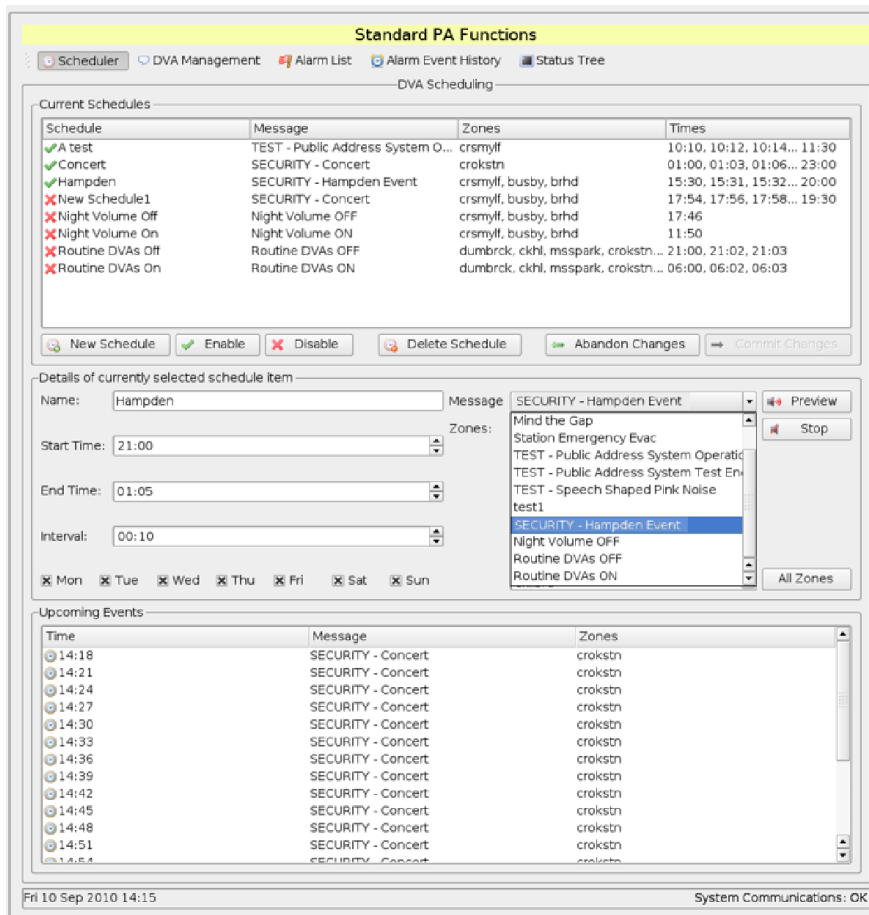 Standard PA Functions
Scheduler DVA Management Alarm List Alarm Event History Status Tree
DVA Scheduling
Current Schedules
Schedule Message Zones Times
A test TEST - Public Address System O... crsmylf 10:10, 10:12, 10:14... 11:30
Concert SECURITY - Concert crokstn 01:00, 01:03, 01:06... 23:00
Hampden SECURITY - Hampden Event crsmylf, busby, brhd 15:30, 15:31, 15:32... 20:00
New Schedule1 SECURITY - Concert crsmylf, busby, brhd 17:54, 17:56, 17:58... 19:30
Night Volume Off Night Volume OFF crsmylf, busby, brhd 17:46
Night Volume On Night Volume ON crsmylf, busby, brhd 11:50
Routine DVAs Off Routine DVAs OFF dumbrck, ckhl, msspark, crokstn... 21:00, 21:02, 21:03
Routine DVAs On Routine DVAs ON dumbrck, ckhl, msspark, crokstn... 06:00, 06:02, 06:03
New Schedule Enable Disable Delete Schedule Abandon Changes Commit Changes
Details of currently selected schedule item
Name: Hampden Message SECURITY - Hampden Event Preview
Zones: Mind the Gap Stop
Station Emergency Evac
Start Time: 21:00 TEST - Public Address System Operatio
TEST - Public Address System Test En
End Time: 01:05 TEST - Speech Shaped Pink Noise
test1
SECURITY - Hampden Event
Interval: 00:10 Night Volume OFF
Routine DVAs OFF
Mon Tue Wed Thu Fri Sat Sun Routine DVAs ON All Zones
Upcoming Events
Time Message Zones
14:18 SECURITY - Concert crokstn
14:21 SECURITY - Concert crokstn
14:24 SECURITY - Concert crokstn
14:27 SECURITY - Concert crokstn
14:30 SECURITY - Concert crokstn
14:33 SECURITY - Concert crokstn
14:36 SECURITY - Concert crokstn
14:39 SECURITY - Concert crokstn
14:42 SECURITY - Concert crokstn
14:45 SECURITY - Concert crokstn
14:48 SECURITY - Concert crokstn
14:51 SECURITY - Concert crokstn
14:54 SECURITY - Concert crokstn
Fri 10 Sep 2010 14:15 System Communications: OK